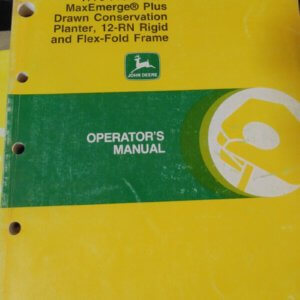 MaxEmerge® Plus
Drawn Conservation
Planter, 12-RN Rigid
and Flex-Fold Frame
JOHN DEERE
OPERATOR'S
MANUAL